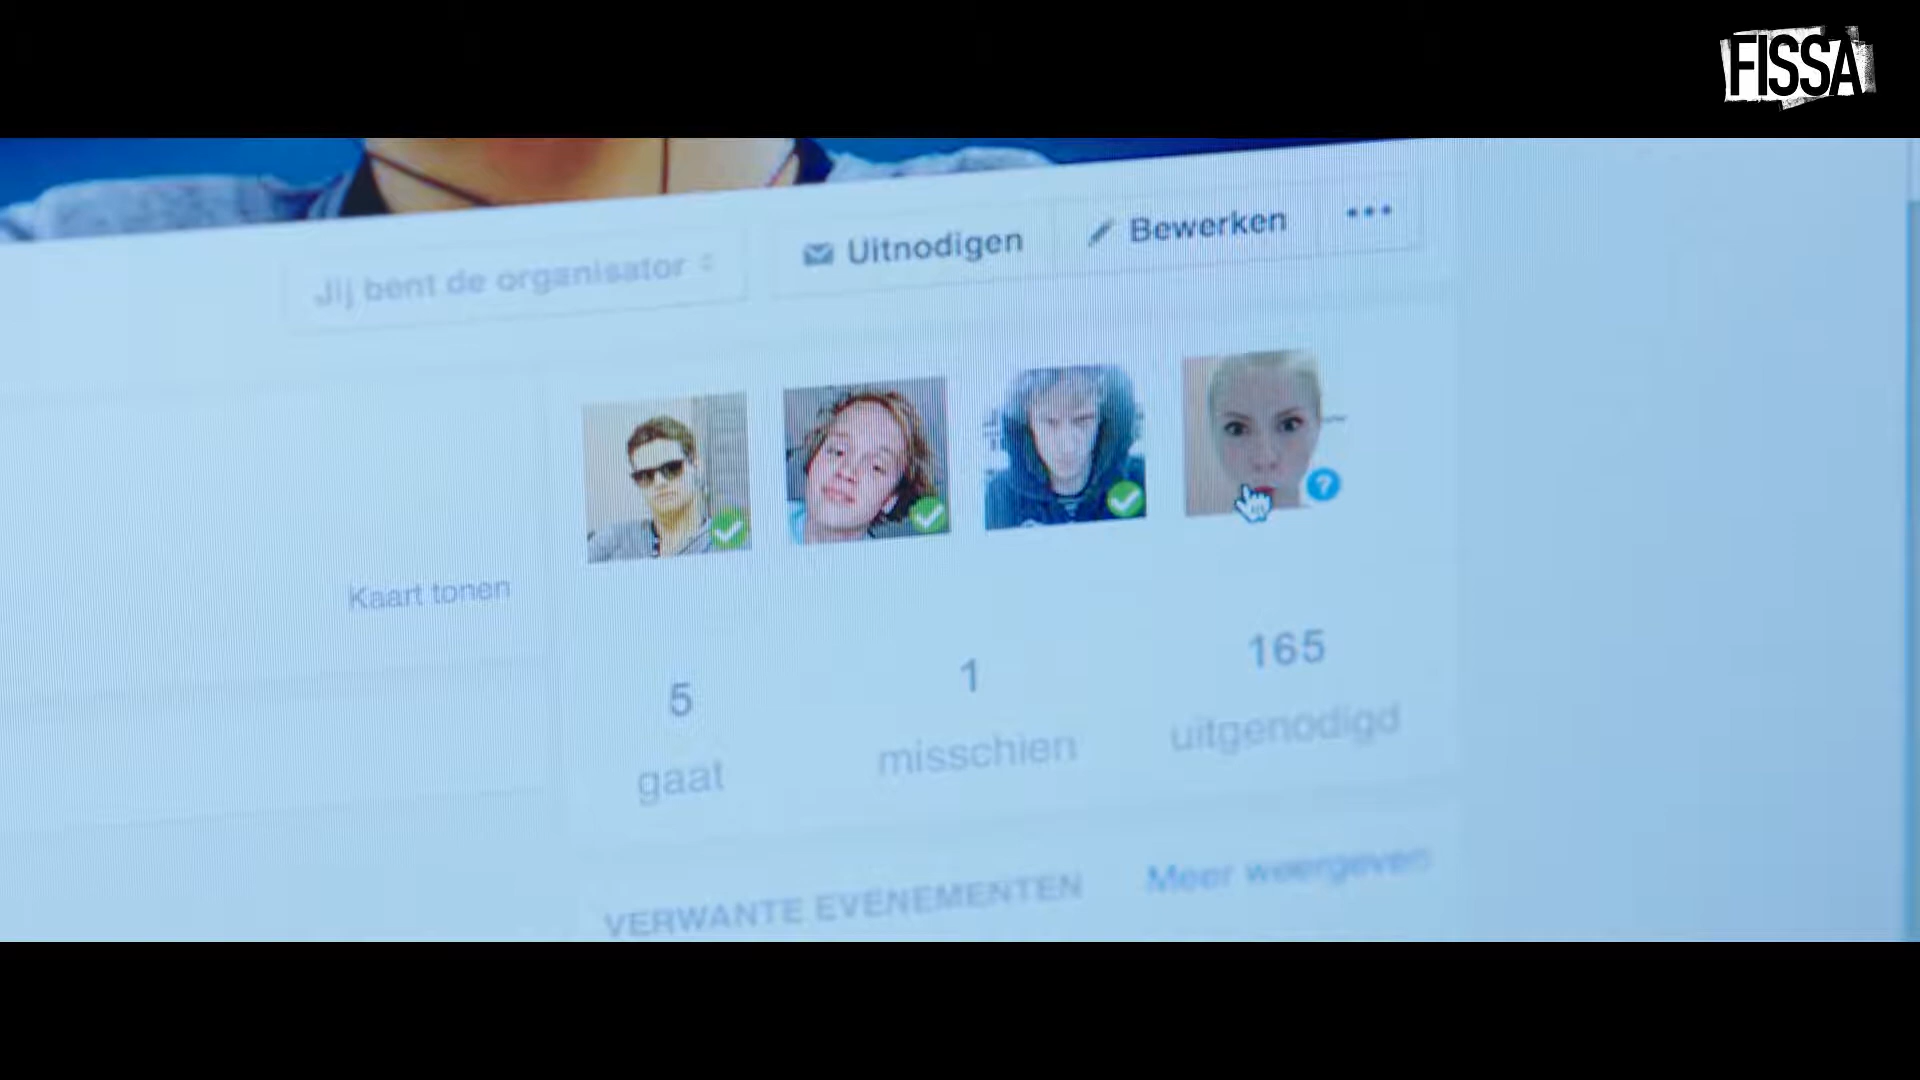 FISSA
Jij bent de organisator
Uitnodigen
Bewerken
Kaart tonen
5
1
165
gaat
misschien
uitgenodigd
VERWANTE EVENEMENTEN
Meer weergeven